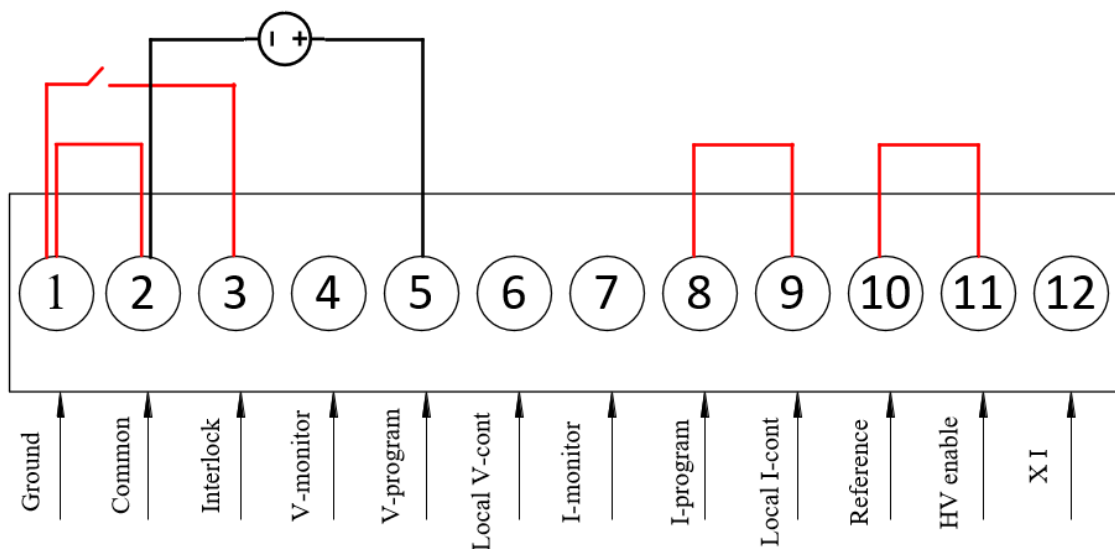 1 2 3 4 5 6 7 8 9 10 11 12
Ground
Common
Interlock
V-monitor
V-program
Local V-cont
I-monitor
I-program
Local I-cont
Reference
HV enable
X I